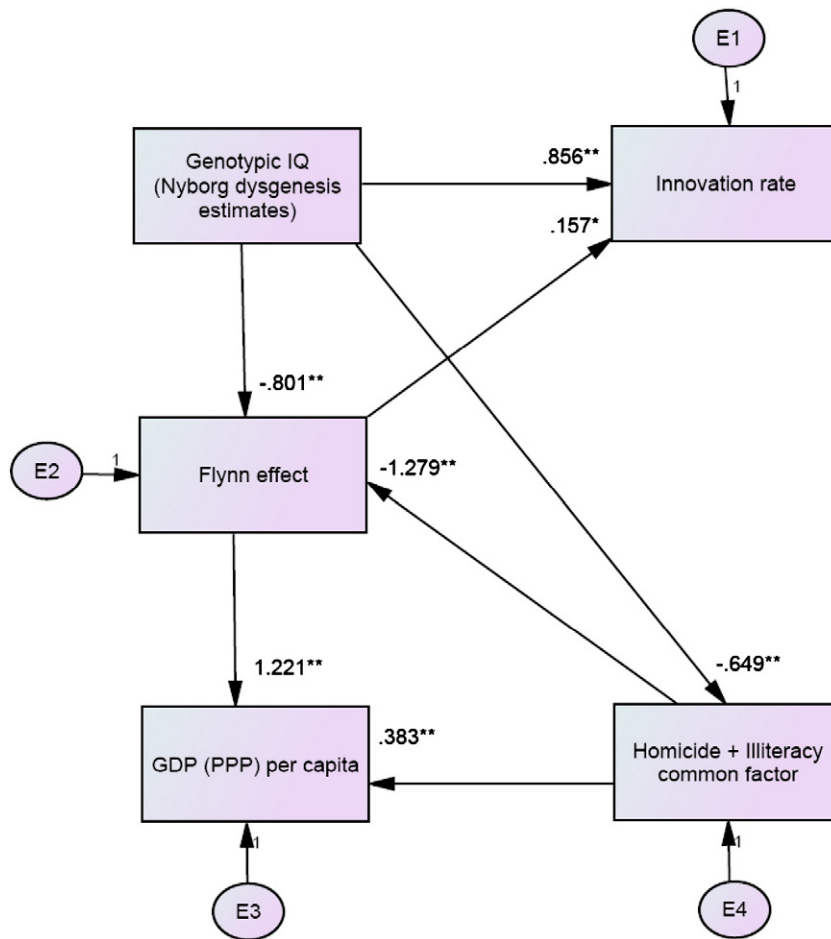 E1
1
Genotypic IQ
(Nyborg dysgenesis
estimates)
.856**
Innovation rate
.157*
-.801**
E2
1
Flynn effect
-1.279**
1.221**
-.649**
GDP (PPP) per capita
.383**
Homicide + Illiteracy
common factor
1
1
E3
E4